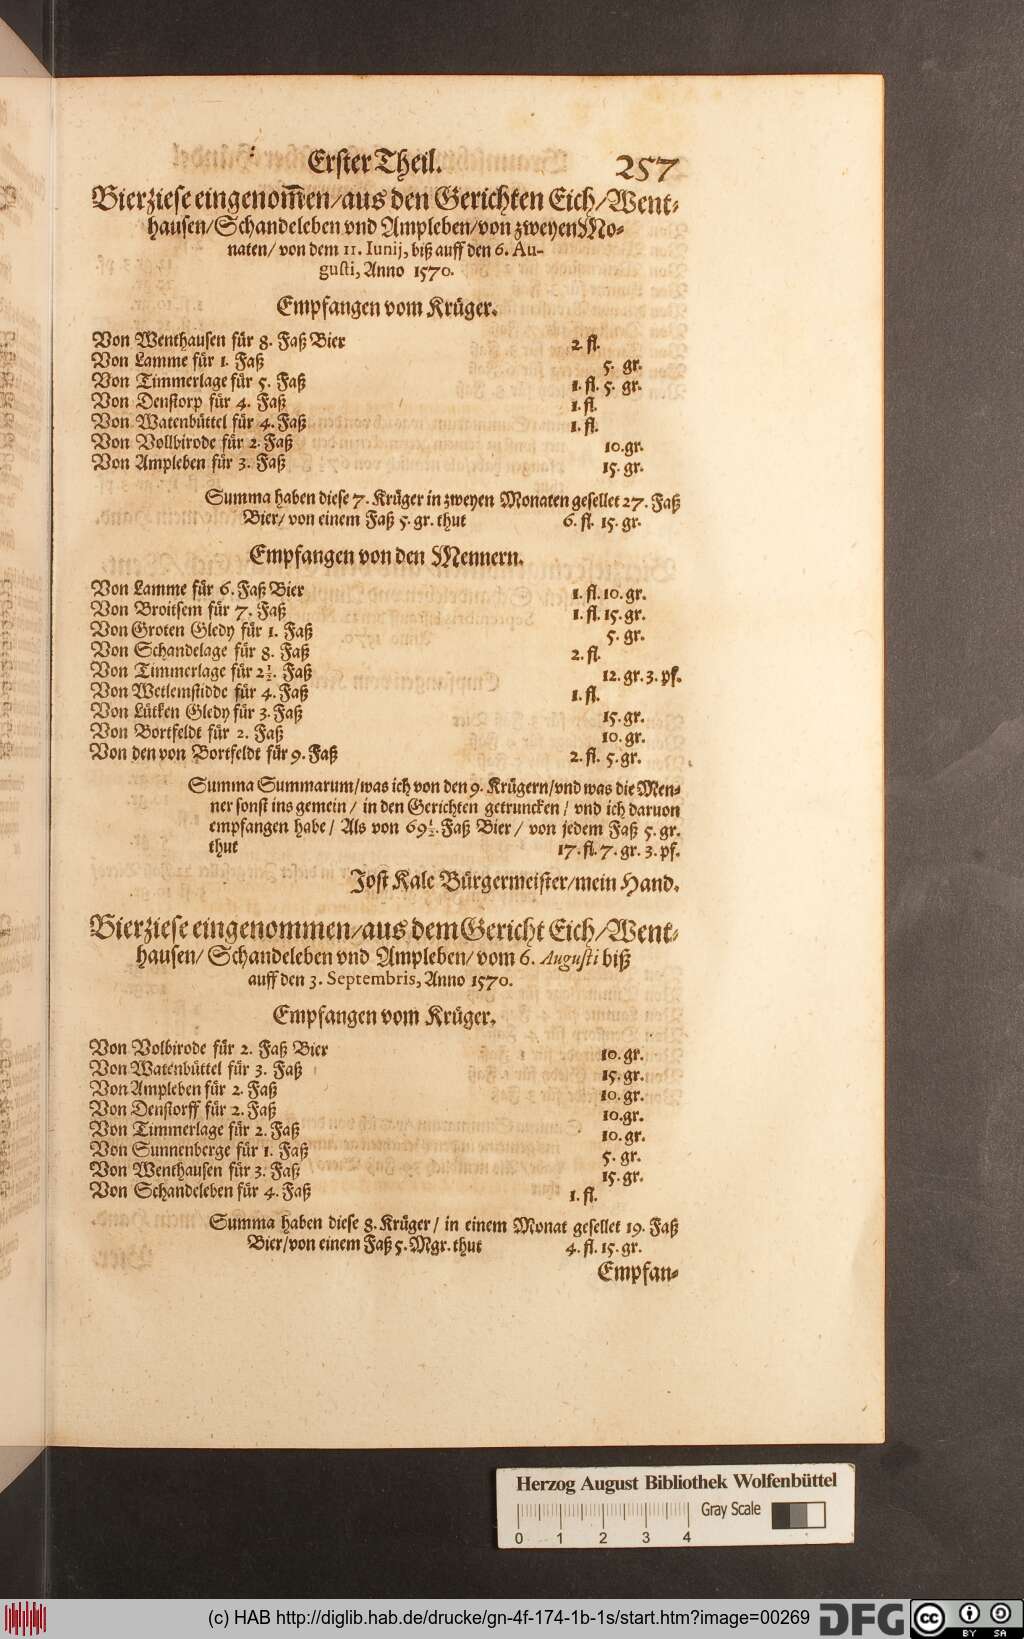 Erster Theil. 257
Bierziese eingenom̄en/aus den Gerichten Eich/Went-
hausen/Schandeleben vnd Ampleben/von zweyen Mo-
naten/ von dem 11. Iunij, biß auff den 6. Au-
gusti, Anno 1570.
Empfangen vom Krüger.
Von Wenthausen für 8. Faß Bier 2. fl.
Von Lamme für 1. Faß 5. gr.
Von Timmerlage für 5. Faß 1. fl. 5. gr.
Von Denstorp für 4. Faß 1. fl.
Von Watenbüttel für 4. Faß 1. fl.
Von Vollbirode für 2. Faß 10. gr.
Von Ampleben für 3. Faß 15. gr.
Summa haben diese 7. Krüger in zweyen Monaten gesellet 27. Faß
Bier/ von einem Faß 5. gr. thut 6. fl. 15. gr.
Empfangen von den Mennern.
Von Lamme für 6. Faß Bier 1. fl. 10. gr.
Von Broitsem für 7. Faß 1. fl. 15. gr.
Von Groten Gledy für 1. Faß 5. gr.
Von Schandelage für 8. Faß 2. fl.
Von Timmerlage für 2½. Faß 12. gr. 3. pf.
Von Wetlemstidde für 4. Faß 1. fl.
Von Lütken Gledy für 3. Faß 15. gr.
Von Bortfeldt für 2. Faß 10. gr.
Von den von Bortfeldt für 9. Faß 2. fl. 5. gr.
Summa Summarum/was ich von den 9. Krügern/vnd was die Men-
ner sonst ins gemein / in den Gerichten getruncken / vnd ich daruon
empfangen habe / Als von 69½. Faß Bier / von jedem Faß 5. gr.
thut 17. fl. 7. gr. 3. pf.
Jost Kale Bürgermeister/mein Hand.
Bierziese eingenommen/aus dem Gericht Eich/Went-
hausen/ Schandeleben vnd Ampleben/ vom 6. Augusti biß
auff den 3. Septembris, Anno 1570.
Empfangen vom Krüger.
Von Volbirode für 2. Faß Bier 10. gr.
Von Watenbüttel für 3. Faß 15. gr.
Von Ampleben für 2. Faß 10. gr.
Von Denstorff für 2. Faß 10. gr.
Von Timmerlage für 2. Faß 10. gr.
Von Sunnenberge für 1. Faß 5. gr.
Von Wenthausen für 3. Faß 15. gr.
Von Schandeleben für 4. Faß 1. fl.
Summa haben diese 8. Krüger / in einem Monat gesellet 19. Faß
Bier/von einem Faß 5. Mgr. thut 4. fl. 15. gr.
Empfan-
Herzog August Bibliothek Wolfenbüttel
Gray Scale
0 1 2 3 4
(c) HAB http://diglib.hab.de/drucke/gn-4f-174-1b-1s/start.htm?image=00269
DFG cc BY SA